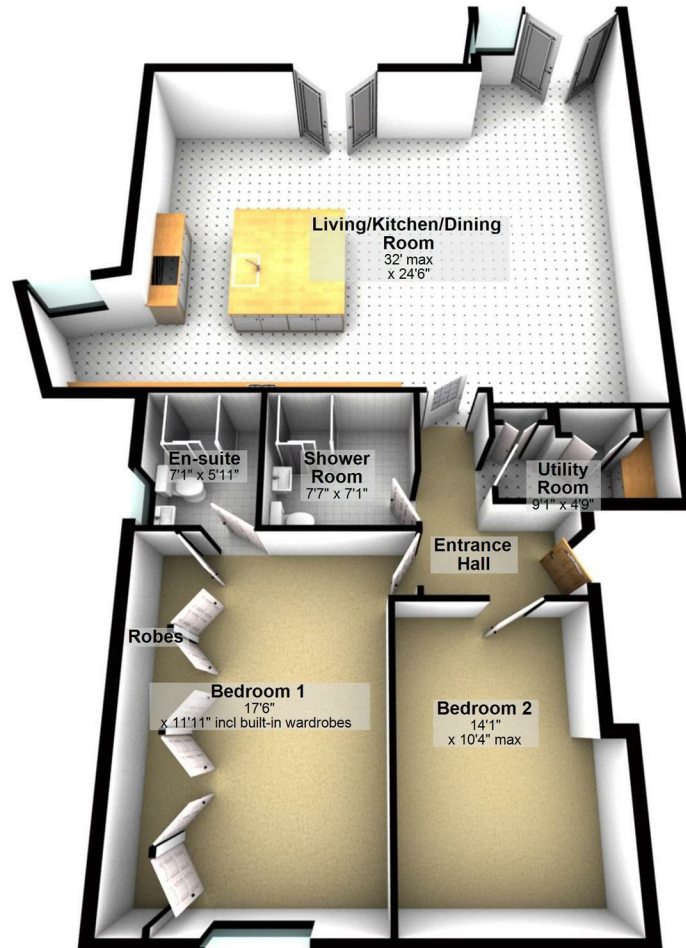 Living/Kitchen/Dining
Room
32' max
x 24'6"
En-suite
7'1" x 5'11"
Shower
Room
7'7" x 7'1"
Utility
Room
9'1" x 4'9"
Entrance
Hall
Robes
Bedroom 1
17'6"
x 11'11" incl built-in wardrobes
Bedroom 2
14'1"
x 10'4" max